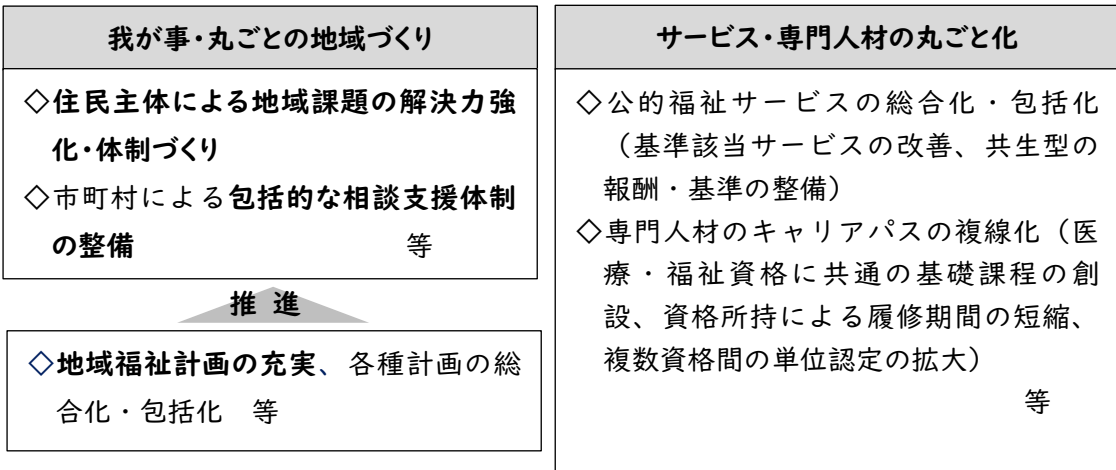 我が事・丸ごとの地域づくり
◇住民主体による地域課題の解決力強
化・体制づくり
◇市町村による包括的な相談支援体制
の整備 等
推 進
◇地域福祉計画の充実、各種計画の総
合化・包括化 等
サービス・専門人材の丸ごと化
◇公的福祉サービスの総合化・包括化
（基準該当サービスの改善、共生型の
報酬・基準の整備）
◇専門人材のキャリアパスの複線化（医
療・福祉資格に共通の基礎課程の創
設、資格所持による履修期間の短縮、
複数資格間の単位認定の拡大）
等